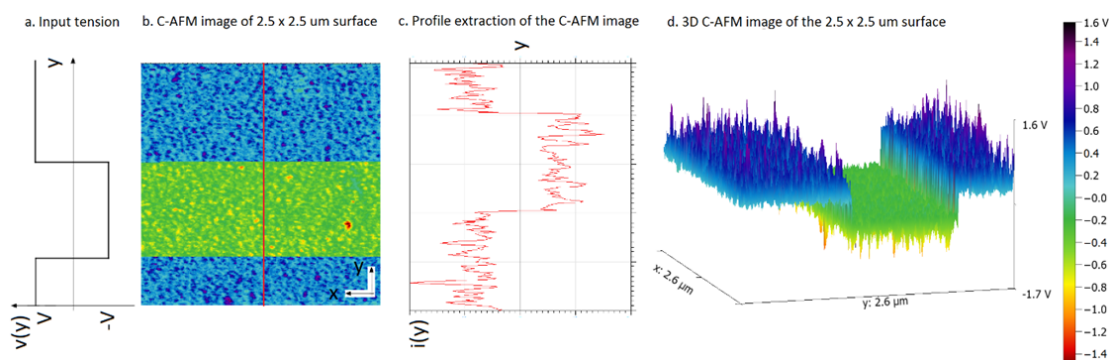 a. Input tension
b. C-AFM image of 2.5 x 2.5 um surface
c. Profile extraction of the C-AFM image
d. 3D C-AFM image of the 2.5 x 2.5 um surface
y
v(y)
V
-V
y
x
y
i(y)
1.6 V
-1.7 V
x: 2.6 µm
y: 2.6 µm
1.6 V
1.4
1.2
1.0
0.8
0.6
0.4
0.2
0.0
−0.2
−0.4
−0.6
−0.8
−1.0
−1.2
−1.4